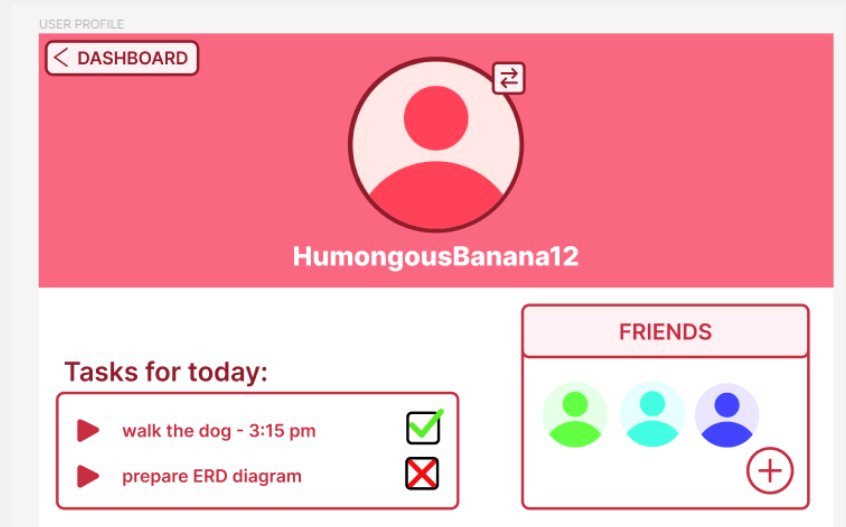 USER PROFILE
DASHBOARD
HumongousBanana12
FRIENDS
Tasks for today:
walk the dog - 3:15 pm
prepare ERD diagram